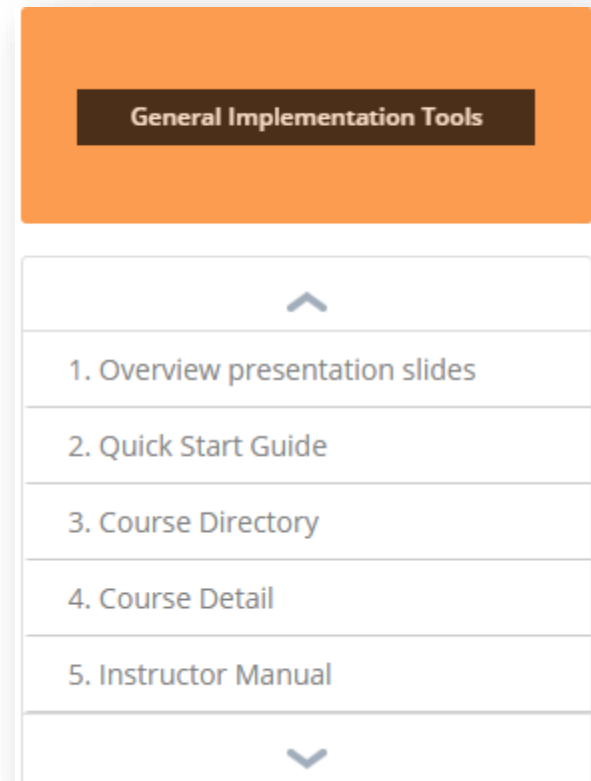 General Implementation Tools
1. Overview presentation slides
2. Quick Start Guide
3. Course Directory
4. Course Detail
5. Instructor Manual